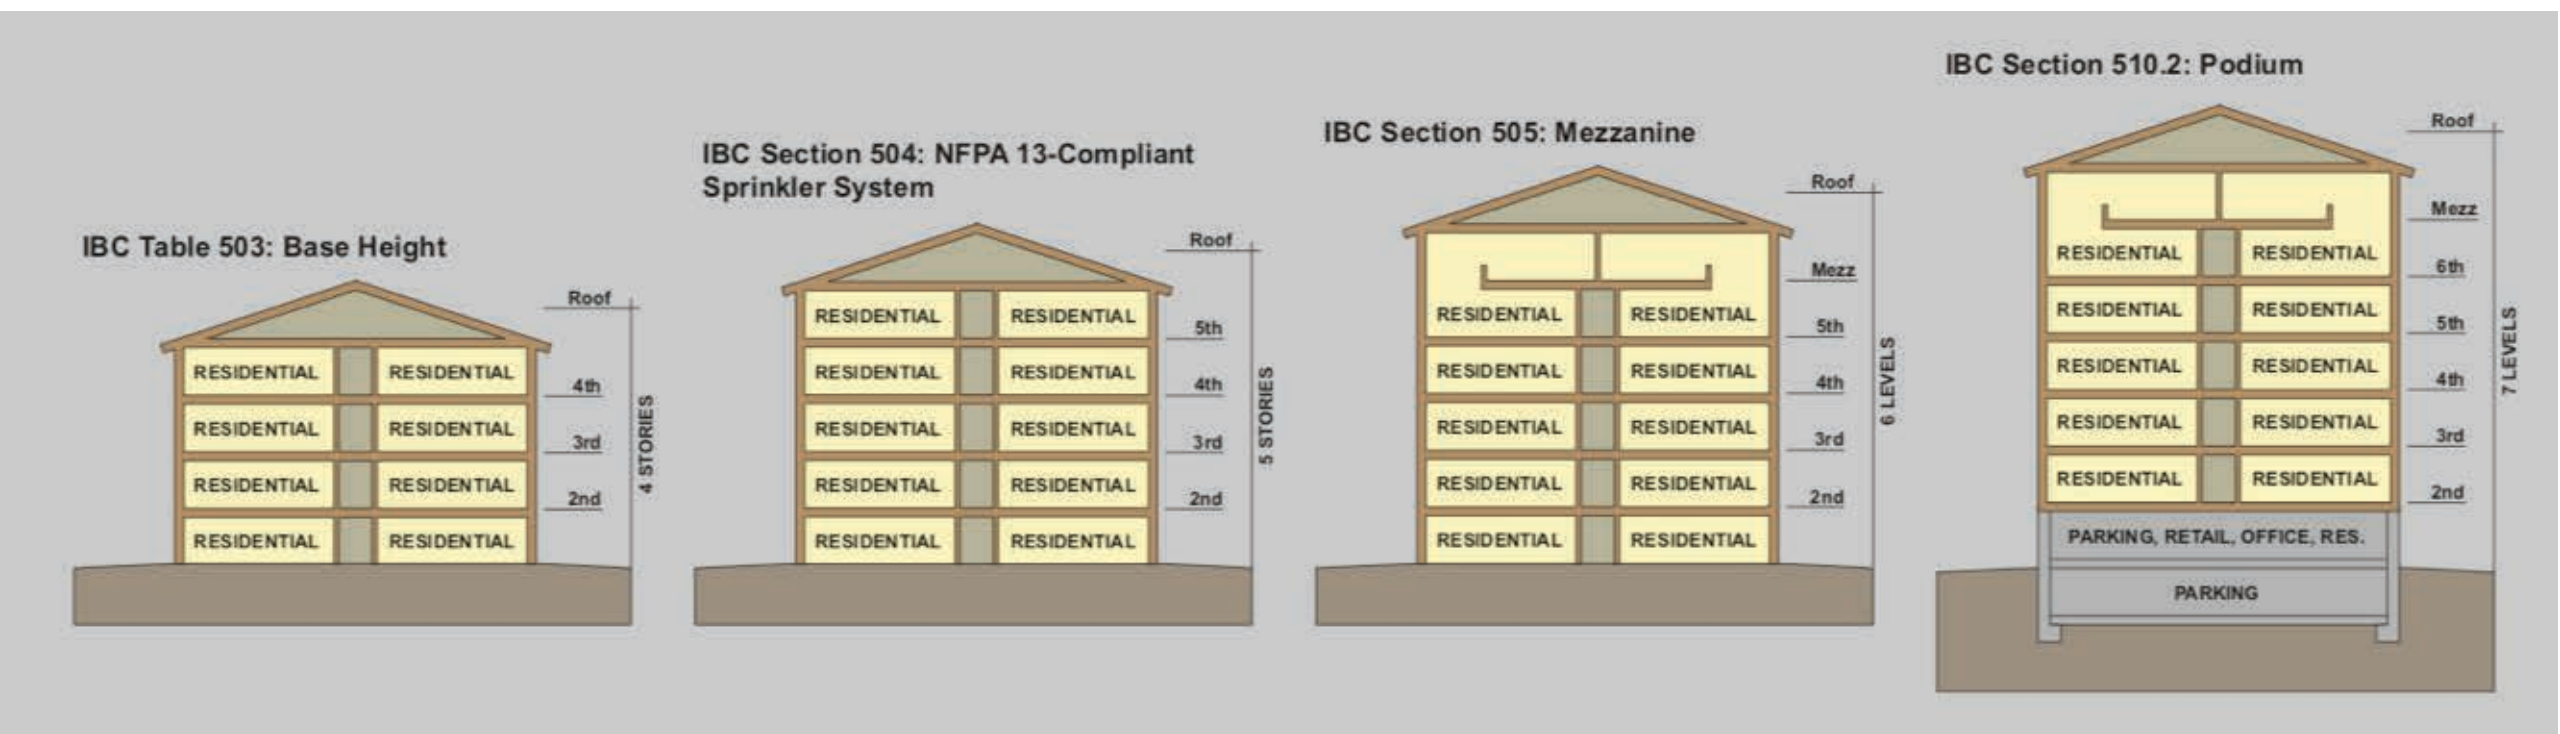 IBC Table 503: Base Height
Roof
RESIDENTIAL RESIDENTIAL
4th
RESIDENTIAL RESIDENTIAL
3rd
RESIDENTIAL RESIDENTIAL
2nd
RESIDENTIAL RESIDENTIAL
4 STORIES
IBC Section 504: NFPA 13-Compliant
Sprinkler System
Roof
RESIDENTIAL RESIDENTIAL
5th
RESIDENTIAL RESIDENTIAL
4th
RESIDENTIAL RESIDENTIAL
3rd
RESIDENTIAL RESIDENTIAL
2nd
RESIDENTIAL RESIDENTIAL
5 STORIES
IBC Section 505: Mezzanine
Roof
Mezz
RESIDENTIAL RESIDENTIAL
5th
RESIDENTIAL RESIDENTIAL
4th
RESIDENTIAL RESIDENTIAL
3rd
RESIDENTIAL RESIDENTIAL
2nd
RESIDENTIAL RESIDENTIAL
6 LEVELS
IBC Section 510.2: Podium
Roof
Mezz
RESIDENTIAL RESIDENTIAL
6th
RESIDENTIAL RESIDENTIAL
5th
RESIDENTIAL RESIDENTIAL
4th
RESIDENTIAL RESIDENTIAL
3rd
RESIDENTIAL RESIDENTIAL
2nd
PARKING, RETAIL, OFFICE, RES.
PARKING
7 LEVELS